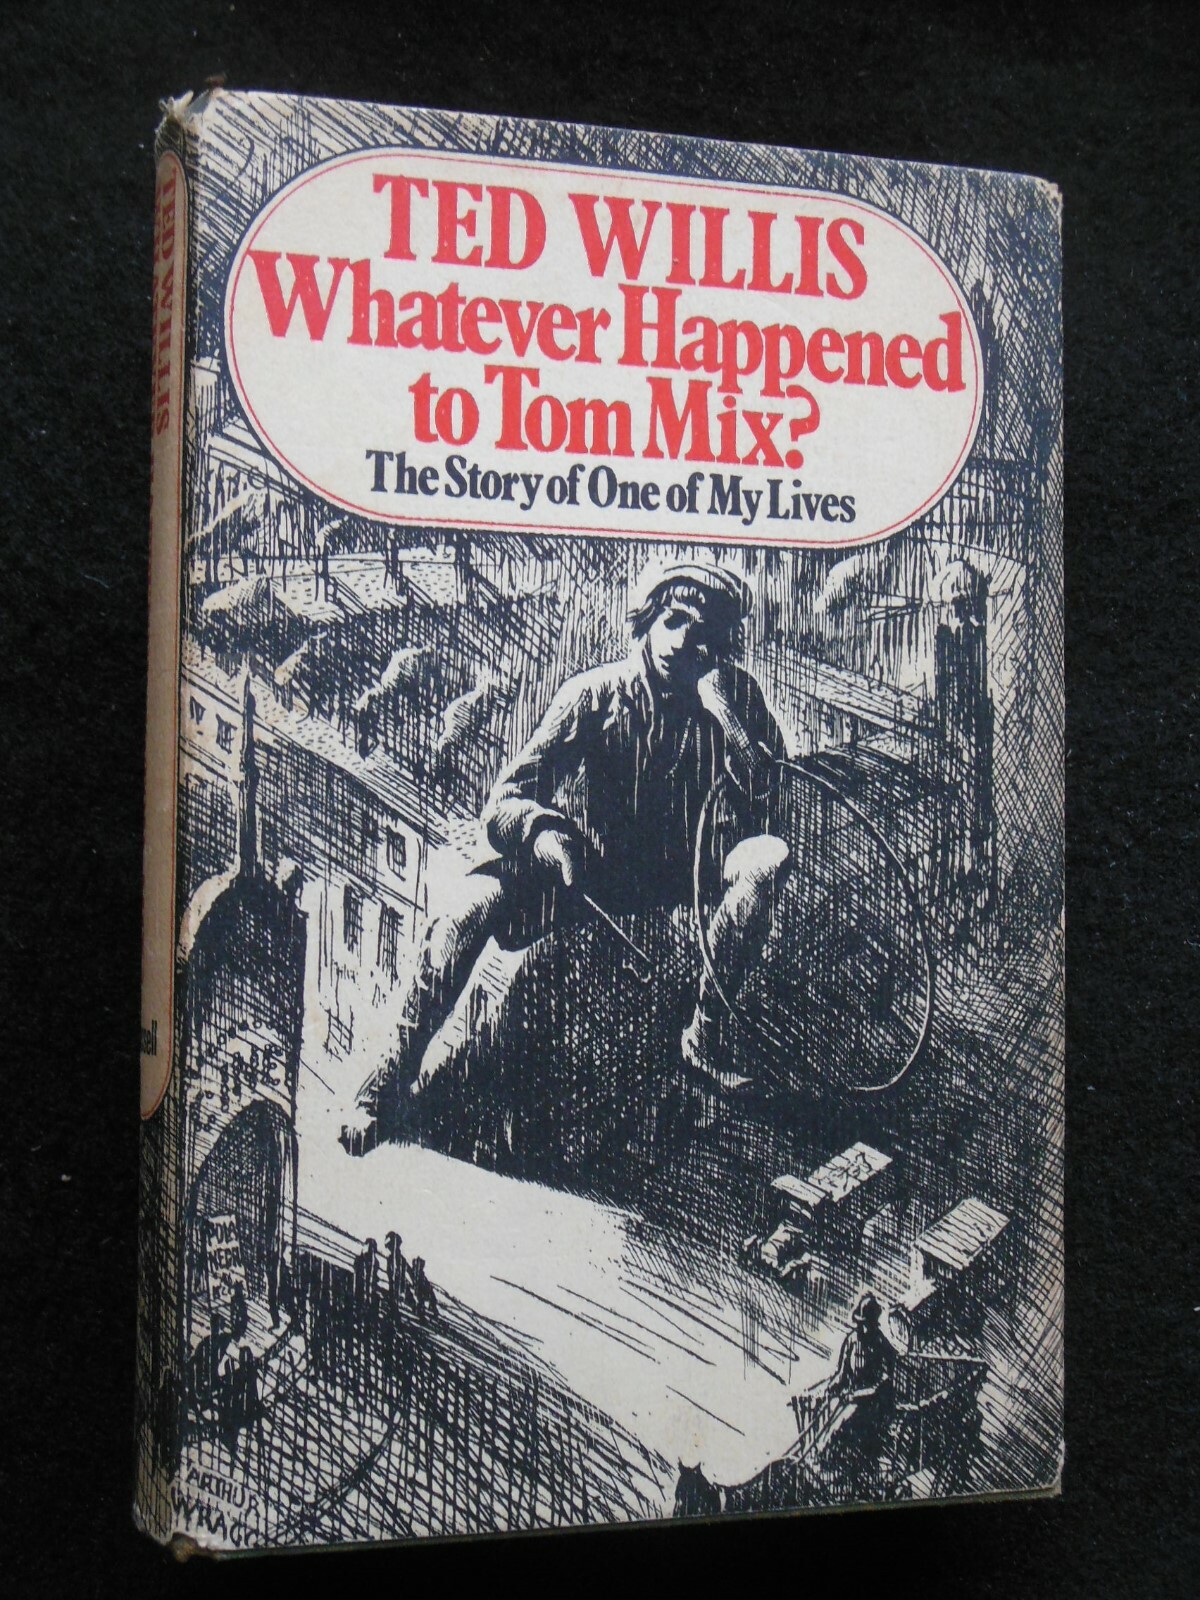 TED WILLIS
Whatever Happened
to Tom Mix?
The Story of One of My Lives
TED WILLIS
ARTHUR
WRAGG